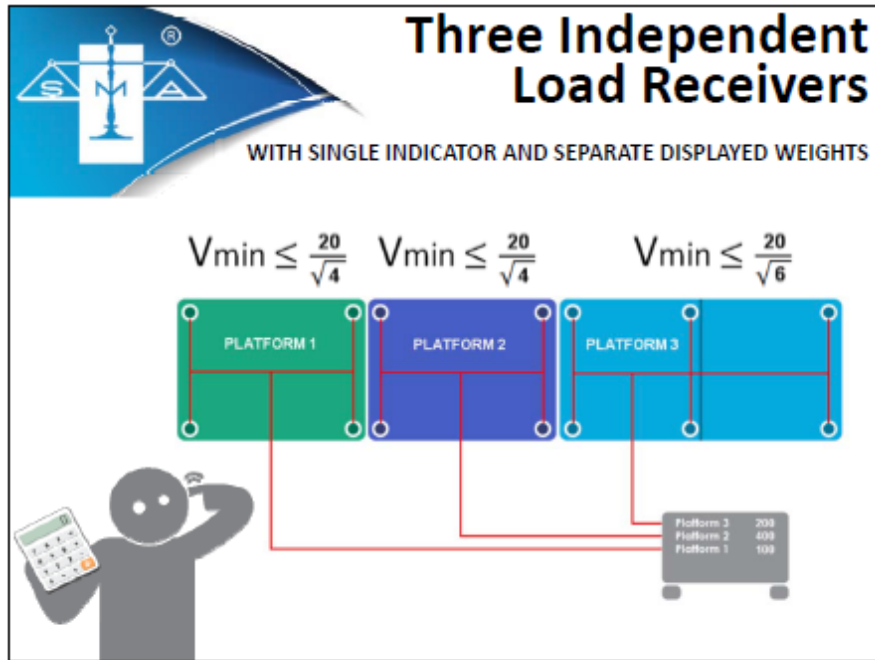 ®
S M A
Three Independent
Load Receivers
WITH SINGLE INDICATOR AND SEPARATE DISPLAYED WEIGHTS
Vmin ≤ 20/√4 Vmin ≤ 20/√4 Vmin ≤ 20/√6
PLATFORM 1 PLATFORM 2 PLATFORM 3
0
Platform 3 200
Platform 2 400
Platform 1 100